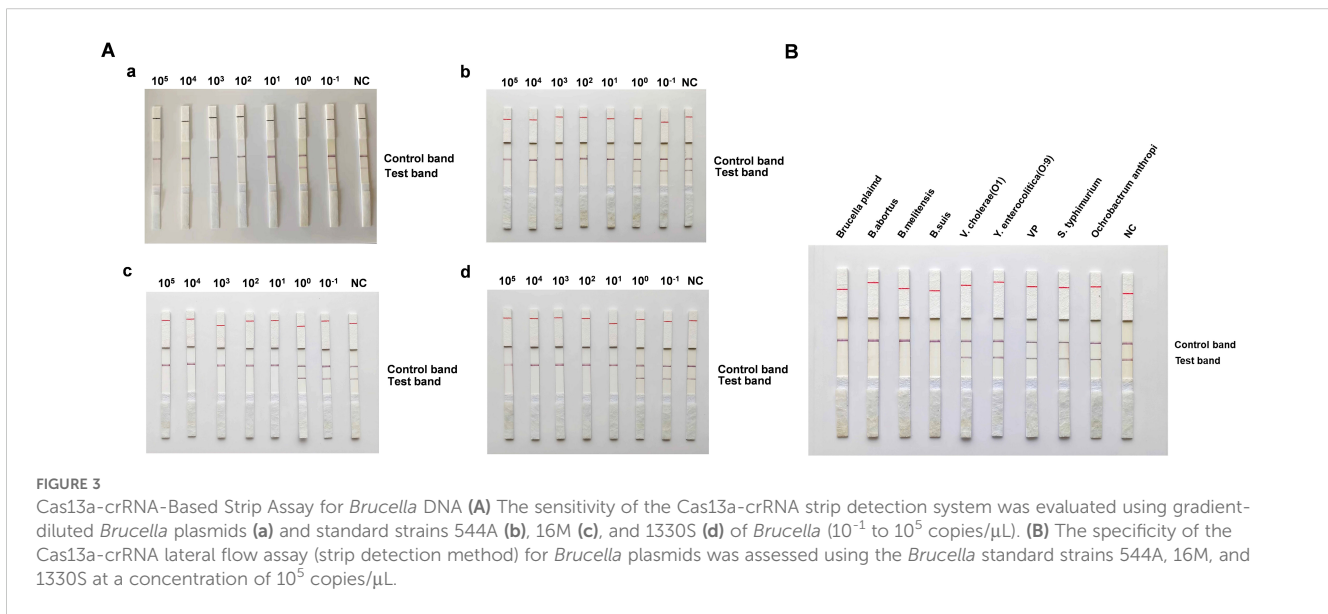 A
a
10⁵ 10⁴ 10³ 10² 10¹ 10⁰ 10⁻¹ NC
Control band
Test band
b
10⁵ 10⁴ 10³ 10² 10¹ 10⁰ 10⁻¹ NC
Control band
Test band
c
10⁵ 10⁴ 10³ 10² 10¹ 10⁰ 10⁻¹ NC
Control band
Test band
d
10⁵ 10⁴ 10³ 10² 10¹ 10⁰ 10⁻¹ NC
Control band
Test band
B
Brucella plaimd
B.abortus
B.melitensis
B.suis
V. cholerae(O1)
Y. enterocolitica(O:9)
VP
S. typhimurium
Ochrobactrum anthropi
NC
Control band
Test band
FIGURE 3
Cas13a-crRNA-Based Strip Assay for Brucella DNA (A) The sensitivity of the Cas13a-crRNA strip detection system was evaluated using gradient-
diluted Brucella plasmids (a) and standard strains 544A (b), 16M (c), and 1330S (d) of Brucella (10⁻¹ to 10⁵ copies/μL). (B) The specificity of the
Cas13a-crRNA lateral flow assay (strip detection method) for Brucella plasmids was assessed using the Brucella standard strains 544A, 16M, and
1330S at a concentration of 10⁵ copies/μL.